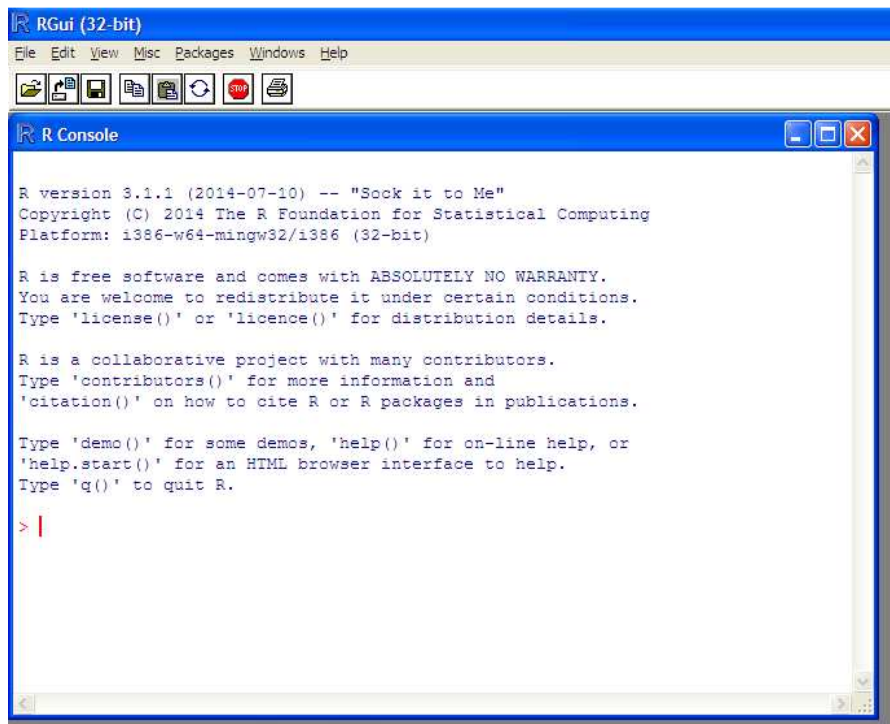 RGui (32-bit)
File Edit View Misc Packages Windows Help
STOP
R Console
R version 3.1.1 (2014-07-10) -- "Sock it to Me"
Copyright (C) 2014 The R Foundation for Statistical Computing
Platform: i386-w64-mingw32/i386 (32-bit)
R is free software and comes with ABSOLUTELY NO WARRANTY.
You are welcome to redistribute it under certain conditions.
Type 'license()' or 'licence()' for distribution details.
R is a collaborative project with many contributors.
Type 'contributors()' for more information and
'citation()' on how to cite R or R packages in publications.
Type 'demo()' for some demos, 'help()' for on-line help, or
'help.start()' for an HTML browser interface to help.
Type 'q()' to quit R.
>